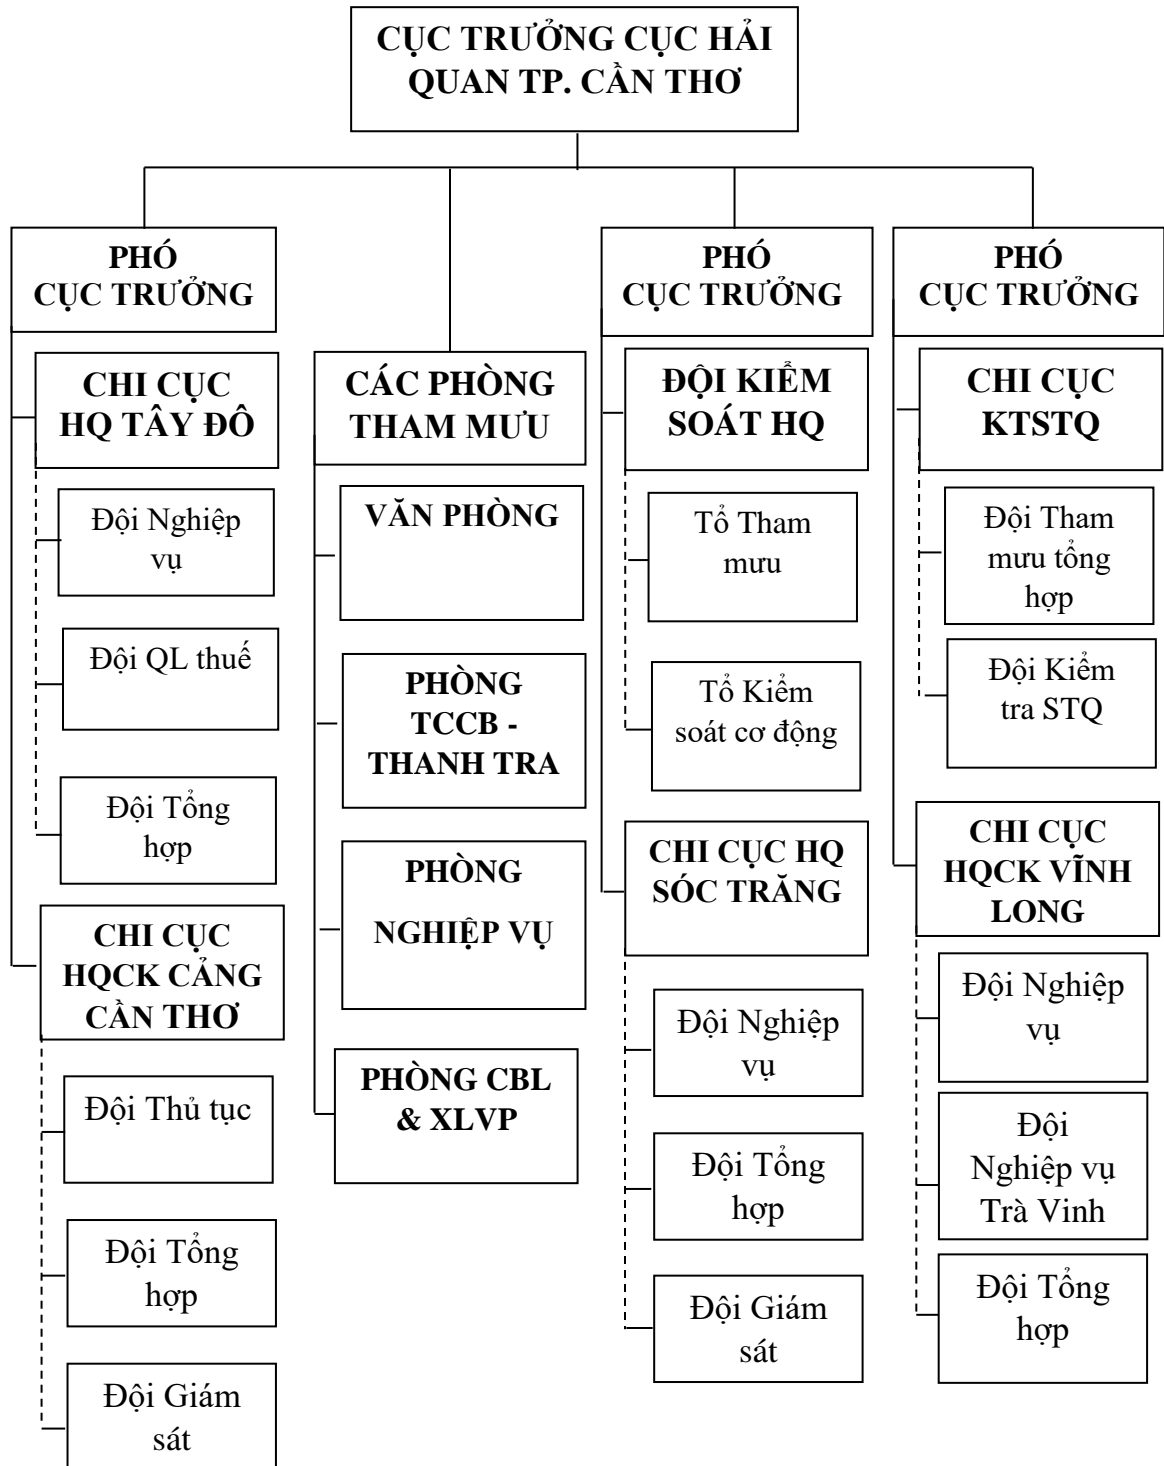 CỤC TRƯỞNG CỤC HẢI
QUAN TP. CẦN THƠ
PHÓ
CỤC TRƯỞNG
CHI CỤC
HQ TÂY ĐÔ
Đội Nghiệp
vụ
Đội QL thuế
Đội Tổng
hợp
CHI CỤC
HQCK CẢNG
CẦN THƠ
Đội Thủ tục
Đội Tổng
hợp
Đội Giám
sát
CÁC PHÒNG
THAM MƯU
VĂN PHÒNG
PHÒNG
TCCB -
THANH TRA
PHÒNG
NGHIỆP VỤ
PHÒNG CBL
& XLVP
PHÓ
CỤC TRƯỞNG
ĐỘI KIỂM
SOÁT HQ
Tổ Tham
mưu
Tổ Kiểm
soát cơ động
CHI CỤC HQ
SÓC TRĂNG
Đội Nghiệp
vụ
Đội Tổng
hợp
Đội Giám
sát
PHÓ
CỤC TRƯỞNG
CHI CỤC
KTSTQ
Đội Tham
mưu tổng
hợp
Đội Kiểm
tra STQ
CHI CỤC
HQCK VĨNH
LONG
Đội Nghiệp
vụ
Đội
Nghiệp vụ
Trà Vinh
Đội Tổng
hợp